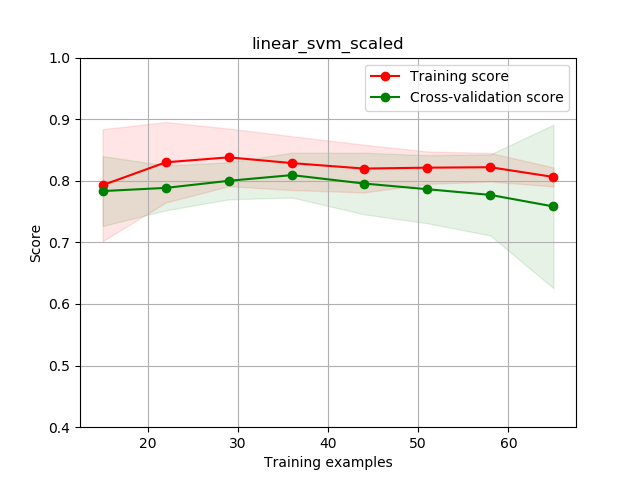 linear_svm_scaled
1.0
0.9
0.8
0.7
0.6
0.5
0.4
Score
Training score
Cross-validation score
20 30 40 50 60
Training examples